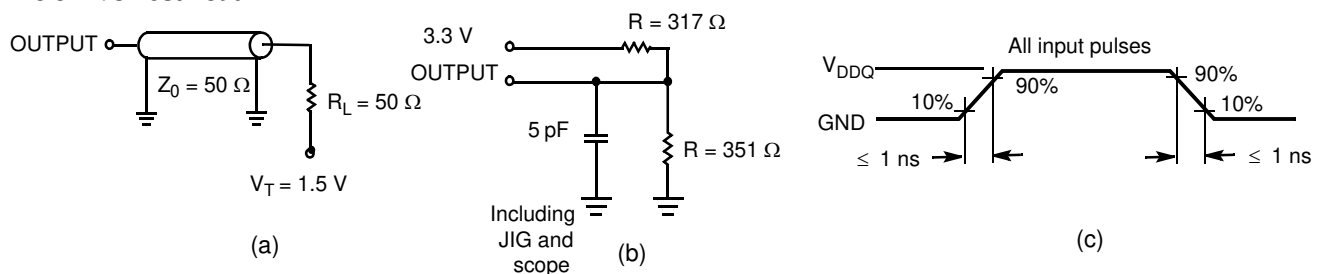 OUTPUT
Z0 = 50 Ω
RL = 50 Ω
VT = 1.5 V
(a)
3.3 V
OUTPUT
R = 317 Ω
5 pF
R = 351 Ω
Including
JIG and
scope
(b)
All input pulses
VDDQ
GND
10%
90%
90%
10%
≤ 1 ns
≤ 1 ns
(c)